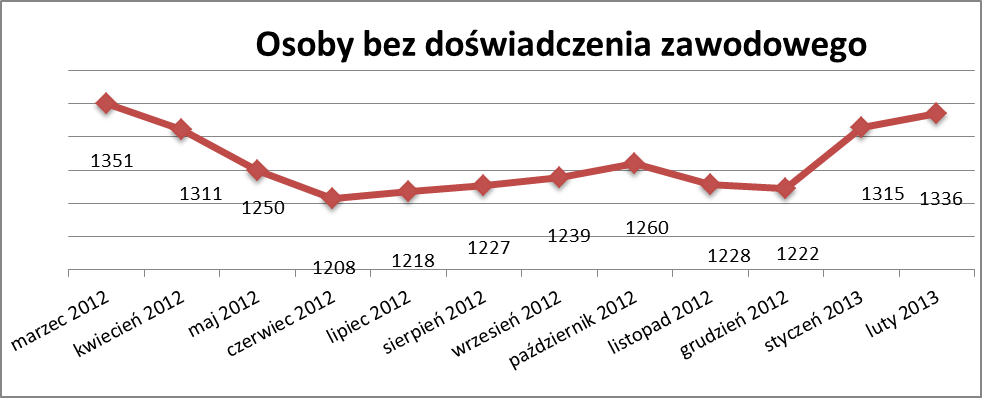 Osoby bez doświadczenia zawodowego
1351
1311
1250
1208
1218
1227
1239
1260
1228
1222
1315
1336
marzec 2012
kwiecień 2012
maj 2012
czerwiec 2012
lipiec 2012
sierpień 2012
wrzesień 2012
październik 2012
listopad 2012
grudzień 2012
styczeń 2013
luty 2013